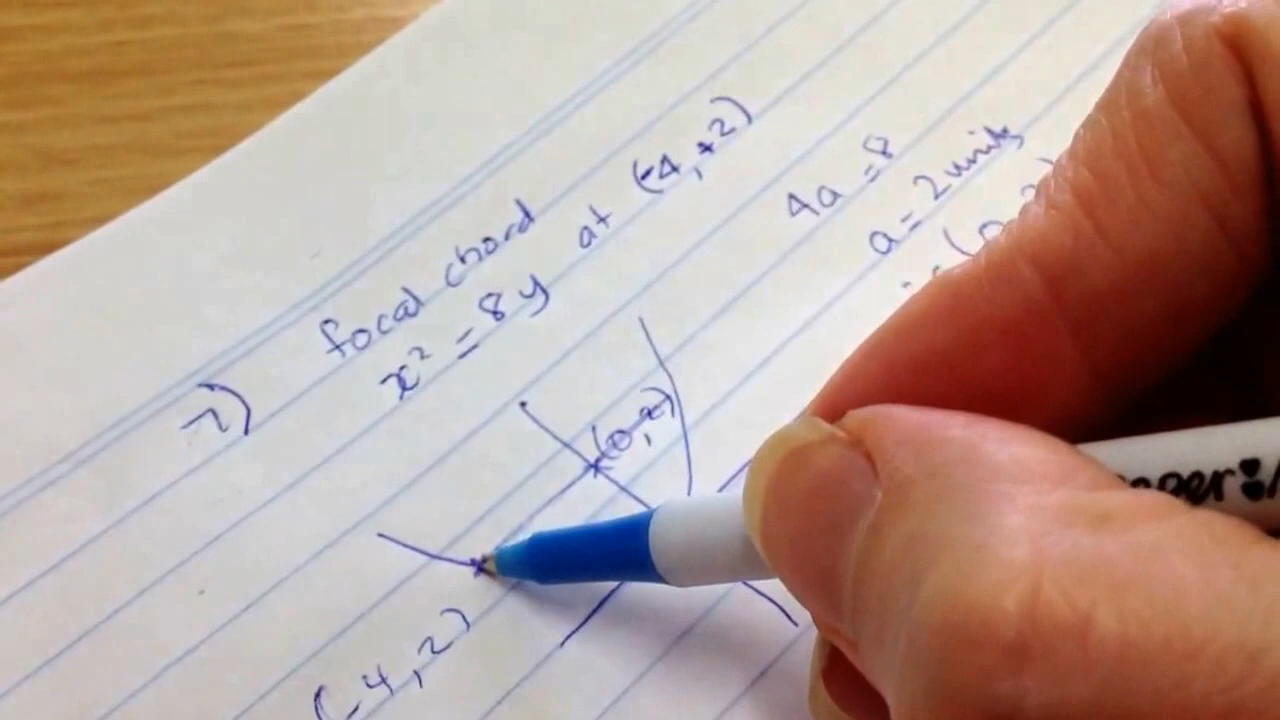 7) focal chord
x² = 8y at (-4, +2)
4a = 8
a = 2 units
(0, 2)
(-4, 2)